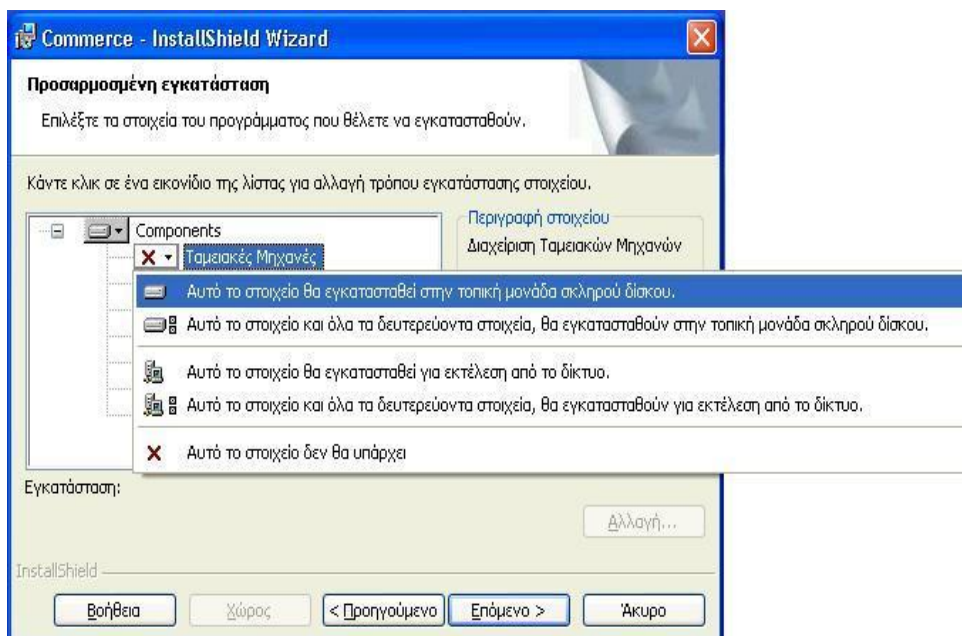 Commerce - InstallShield Wizard
Προσαρμοσμένη εγκατάσταση
Επιλέξτε τα στοιχεία του προγράμματος που θέλετε να εγκατασταθούν.
Κάντε κλικ σε ένα εικονίδιο της λίστας για αλλαγή τρόπου εγκατάστασης στοιχείου.
Components
Ταμειακές Μηχανές
Περιγραφή στοιχείου
Διαχείριση Ταμειακών Μηχανών
Αυτό το στοιχείο θα εγκατασταθεί στην τοπική μονάδα σκληρού δίσκου.
Αυτό το στοιχείο και όλα τα δευτερεύοντα στοιχεία, θα εγκατασταθούν στην τοπική μονάδα σκληρού δίσκου.
Αυτό το στοιχείο θα εγκατασταθεί για εκτέλεση από το δίκτυο.
Αυτό το στοιχείο και όλα τα δευτερεύοντα στοιχεία, θα εγκατασταθούν για εκτέλεση από το δίκτυο.
Αυτό το στοιχείο δεν θα υπάρχει
Εγκατάσταση:
Αλλαγή...
InstallShield
Βοήθεια Χώρος < Προηγούμενο Επόμενο > Άκυρο